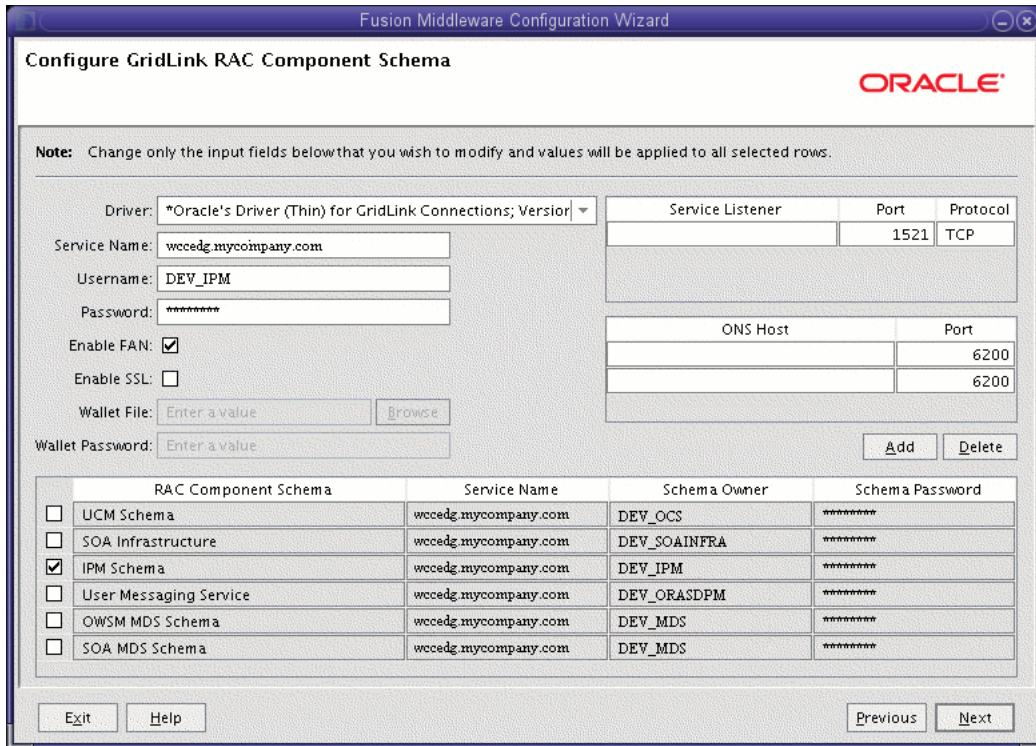 Fusion Middleware Configuration Wizard
Configure GridLink RAC Component Schema
ORACLE
Note: Change only the input fields below that you wish to modify and values will be applied to all selected rows.
Driver: *Oracle's Driver (Thin) for GridLink Connections; Version
Service Name: wccedg.mycompany.com
Username: DEV_IPM
Password: ********
Enable FAN:
Enable SSL:
Wallet File: Enter a value Browse
Wallet Password: Enter a value
Service Listener Port Protocol
1521 TCP
ONS Host Port
6200
6200
Add Delete
RAC Component Schema Service Name Schema Owner Schema Password
UCM Schema wccedg.mycompany.com DEV_OCS ********
SOA Infrastructure wccedg.mycompany.com DEV_SOAINFRA ********
IPM Schema wccedg.mycompany.com DEV_IPM ********
User Messaging Service wccedg.mycompany.com DEV_ORASDPM ********
OWSM MDS Schema wccedg.mycompany.com DEV_MDS ********
SOA MDS Schema wccedg.mycompany.com DEV_MDS ********
Exit Help Previous Next